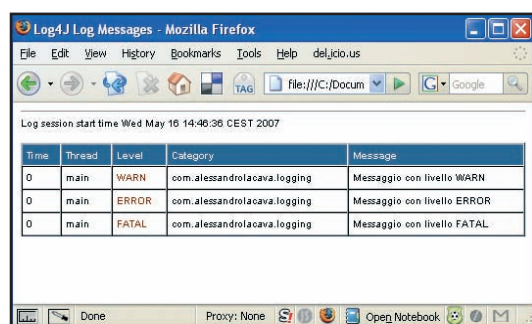 Log4J Log Messages - Mozilla Firefox
File Edit View History Bookmarks Tools Help del.icio.us
TAG file:///C:/Docum G Google
Log session start time Wed May 16 14:46:36 CEST 2007
Time Thread Level Category Message
0 main WARN com.alessandrolacava.logging Messaggio con livello WARN
0 main ERROR com.alessandrolacava.logging Messaggio con livello ERROR
0 main FATAL com.alessandrolacava.logging Messaggio con livello FATAL
Done Proxy: None S! Open Notebook M